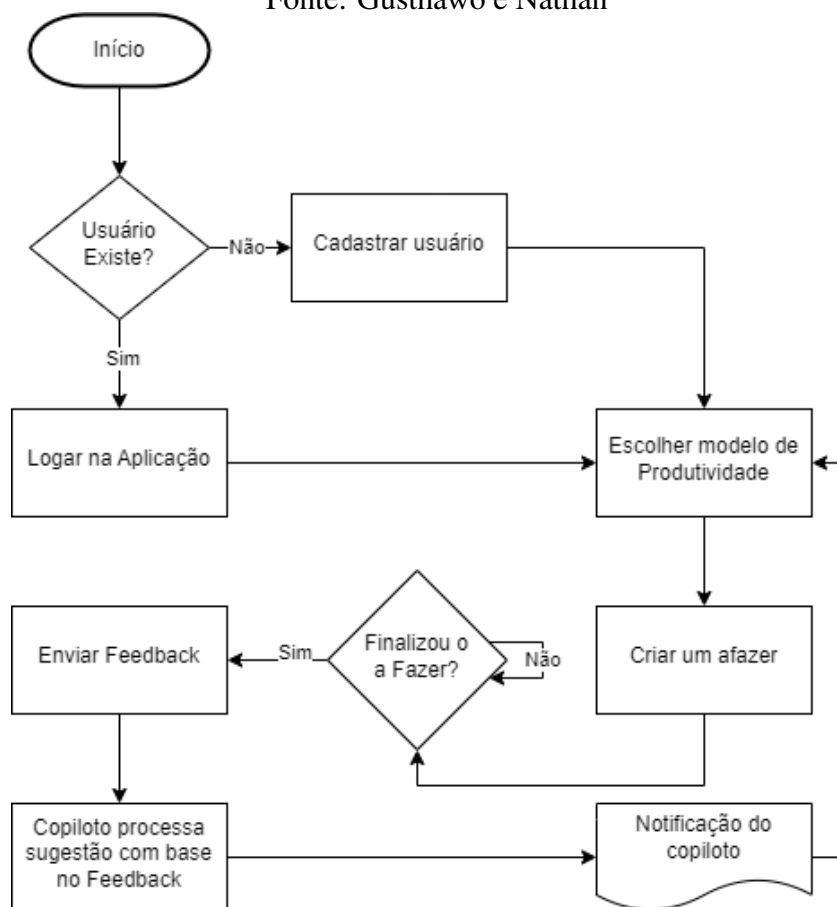 Fonte: Gusthawo e Nathan
Início
Usuário
Existe?
Não
Cadastrar usuário
Sim
Logar na Aplicação
Escolher modelo de
Produtividade
Enviar Feedback
Sim
Finalizou o
a Fazer?
Não
Criar um afazer
Copiloto processa
sugestão com base
no Feedback
Notificação do
copiloto